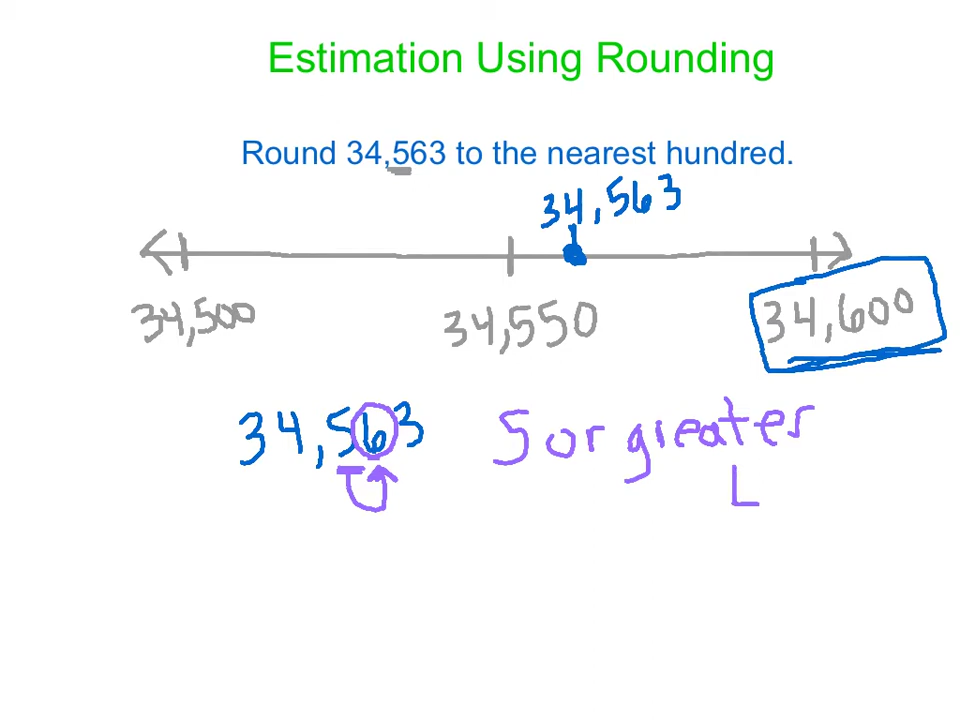 Estimation Using Rounding
Round 34,563 to the nearest hundred.
34,563
34,500 34,550 34,600
34,563 5 or greater
L